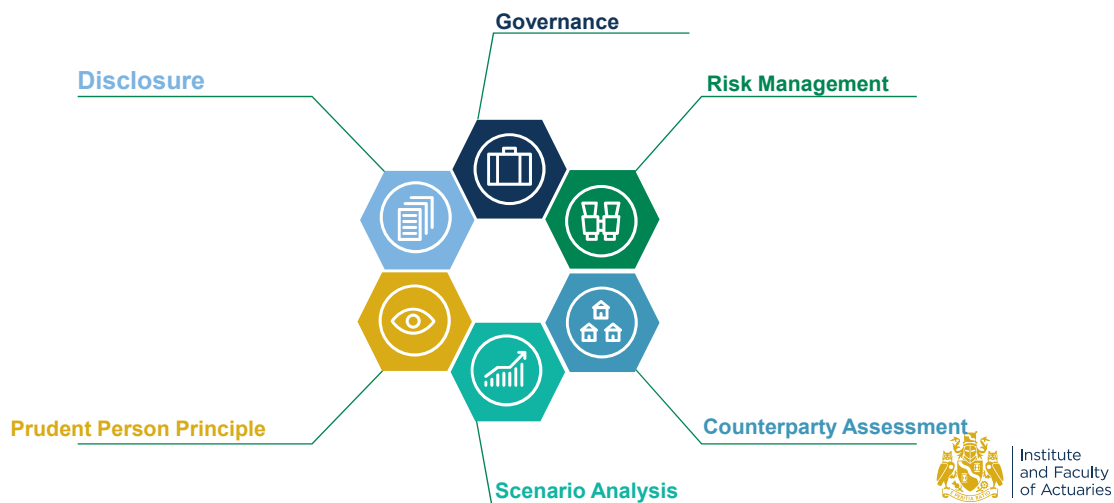 Governance
Disclosure
Risk Management
Prudent Person Principle
Counterparty Assessment
Scenario Analysis
Institute
and Faculty
of Actuaries